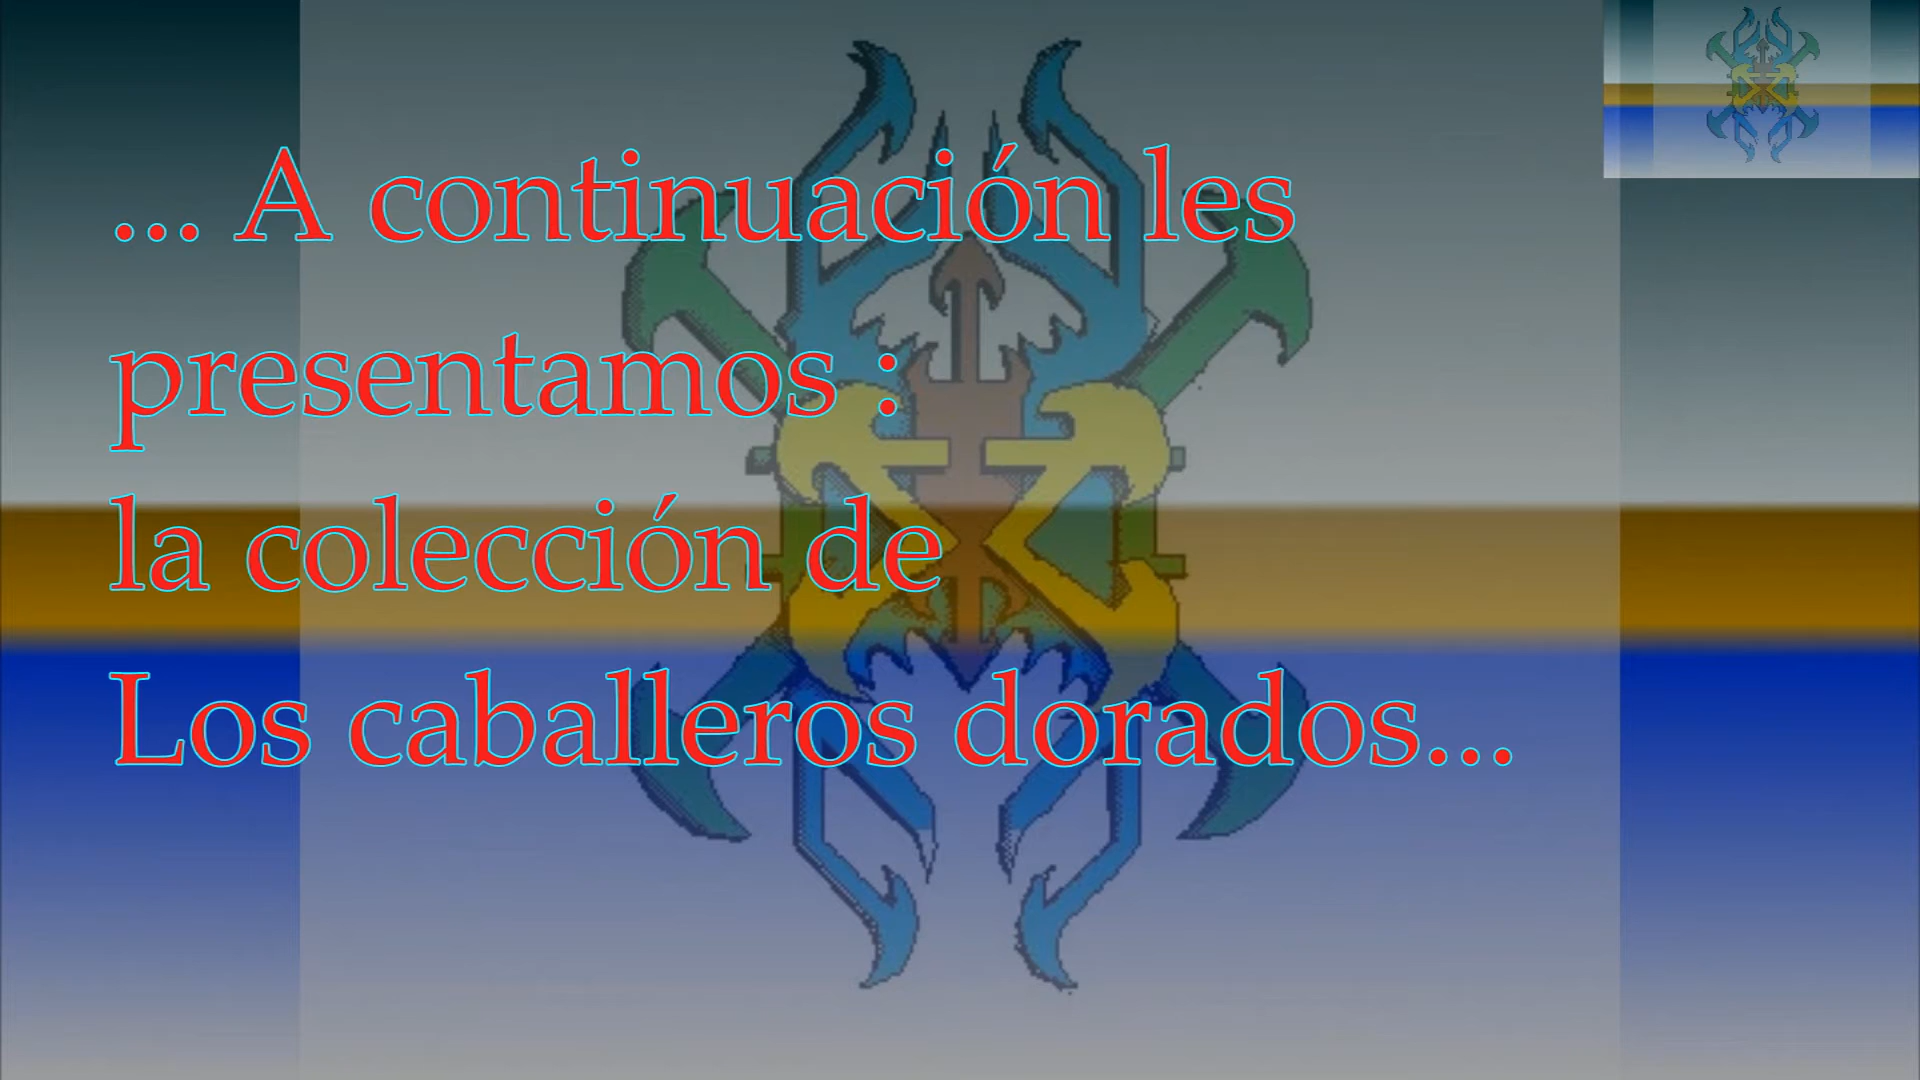 ... A continuación les
presentamos :
la colección de
Los caballeros dorados...